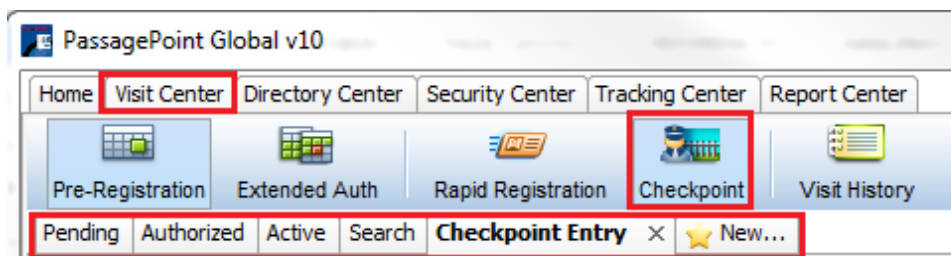 PassagePoint Global v10
Home Visit Center Directory Center Security Center Tracking Center Report Center
Pre-Registration Extended Auth Rapid Registration Checkpoint Visit History
Pending Authorized Active Search Checkpoint Entry New...